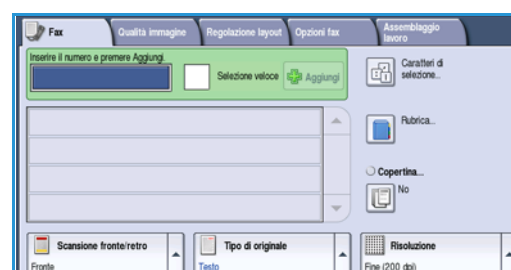 Fax
Qualità immagine
Regolazione layout
Opzioni fax
Assemblaggio
lavoro
Inserire il numero e premere Aggiungi.
Selezione veloce
Aggiungi
Caratteri di
selezione...
Rubrica...
Copertina...
No
Scansione fronte/retro
Fronte
Tipo di originale
Testo
Risoluzione
Fine (200 dpi)